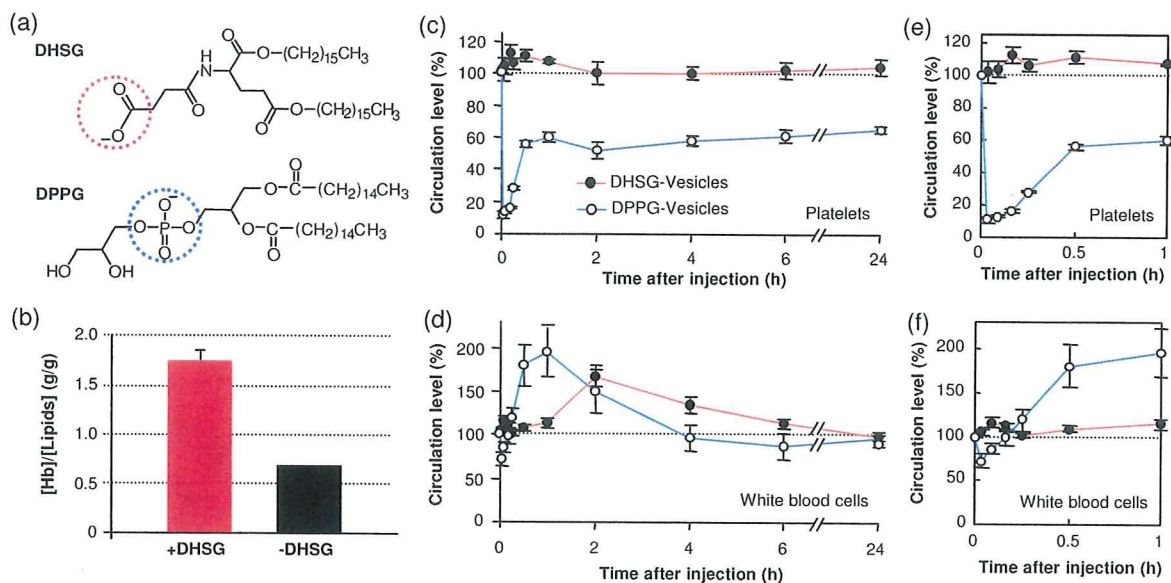 (a)
DHSG
O
O
−O
O
N
H
O
O–(CH2)15CH3
O–(CH2)15CH3
O
DPPG
HO
OH
O
O−
P
O
O
O
O
(CH2)14CH3
O
(CH2)14CH3
O
(b)
[Hb]/[Lipids] (g/g)
2.0
1.5
1.0
0.5
0
+DHSG
-DHSG
(c)
Circulation level (%)
120
100
80
60
40
20
0
DHSG-Vesicles
DPPG-Vesicles
Platelets
0 2 4 6 24
Time after injection (h)
(d)
Circulation level (%)
200
150
100
50
0
White blood cells
0 2 4 6 24
Time after injection (h)
(e)
Circulation level (%)
120
100
80
60
40
20
0
Platelets
0 0.5 1
Time after injection (h)
(f)
Circulation level (%)
200
150
100
50
0
White blood cells
0 0.5 1
Time after injection (h)